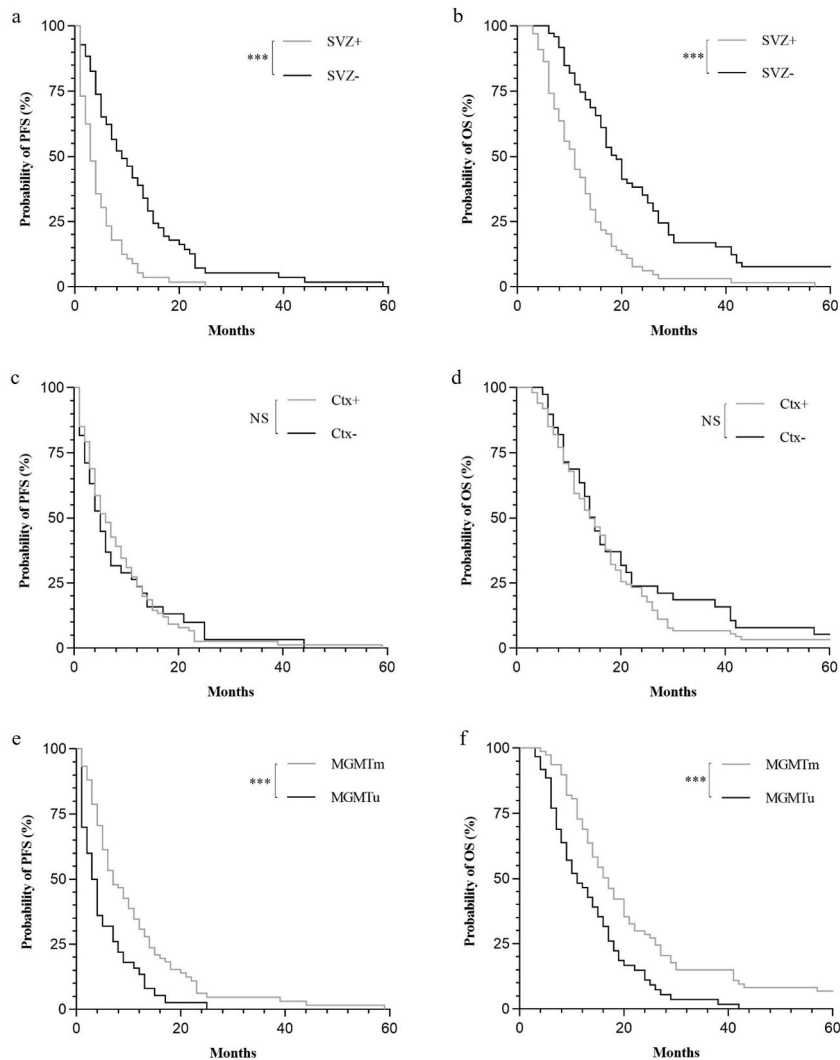 a
SVZ+
***
SVZ-
Probability of PFS (%)
100
75
50
25
0
0 20 40 60
Months
b
SVZ+
***
SVZ-
Probability of OS (%)
100
75
50
25
0
0 20 40 60
Months
c
Ctx+
NS
Ctx-
Probability of PFS (%)
100
75
50
25
0
0 20 40 60
Months
d
Ctx+
NS
Ctx-
Probability of OS (%)
100
75
50
25
0
0 20 40 60
Months
e
MGMTm
***
MGMTu
Probability of PFS (%)
100
75
50
25
0
0 20 40 60
Months
f
MGMTm
***
MGMTu
Probability of OS (%)
100
75
50
25
0
0 20 40 60
Months